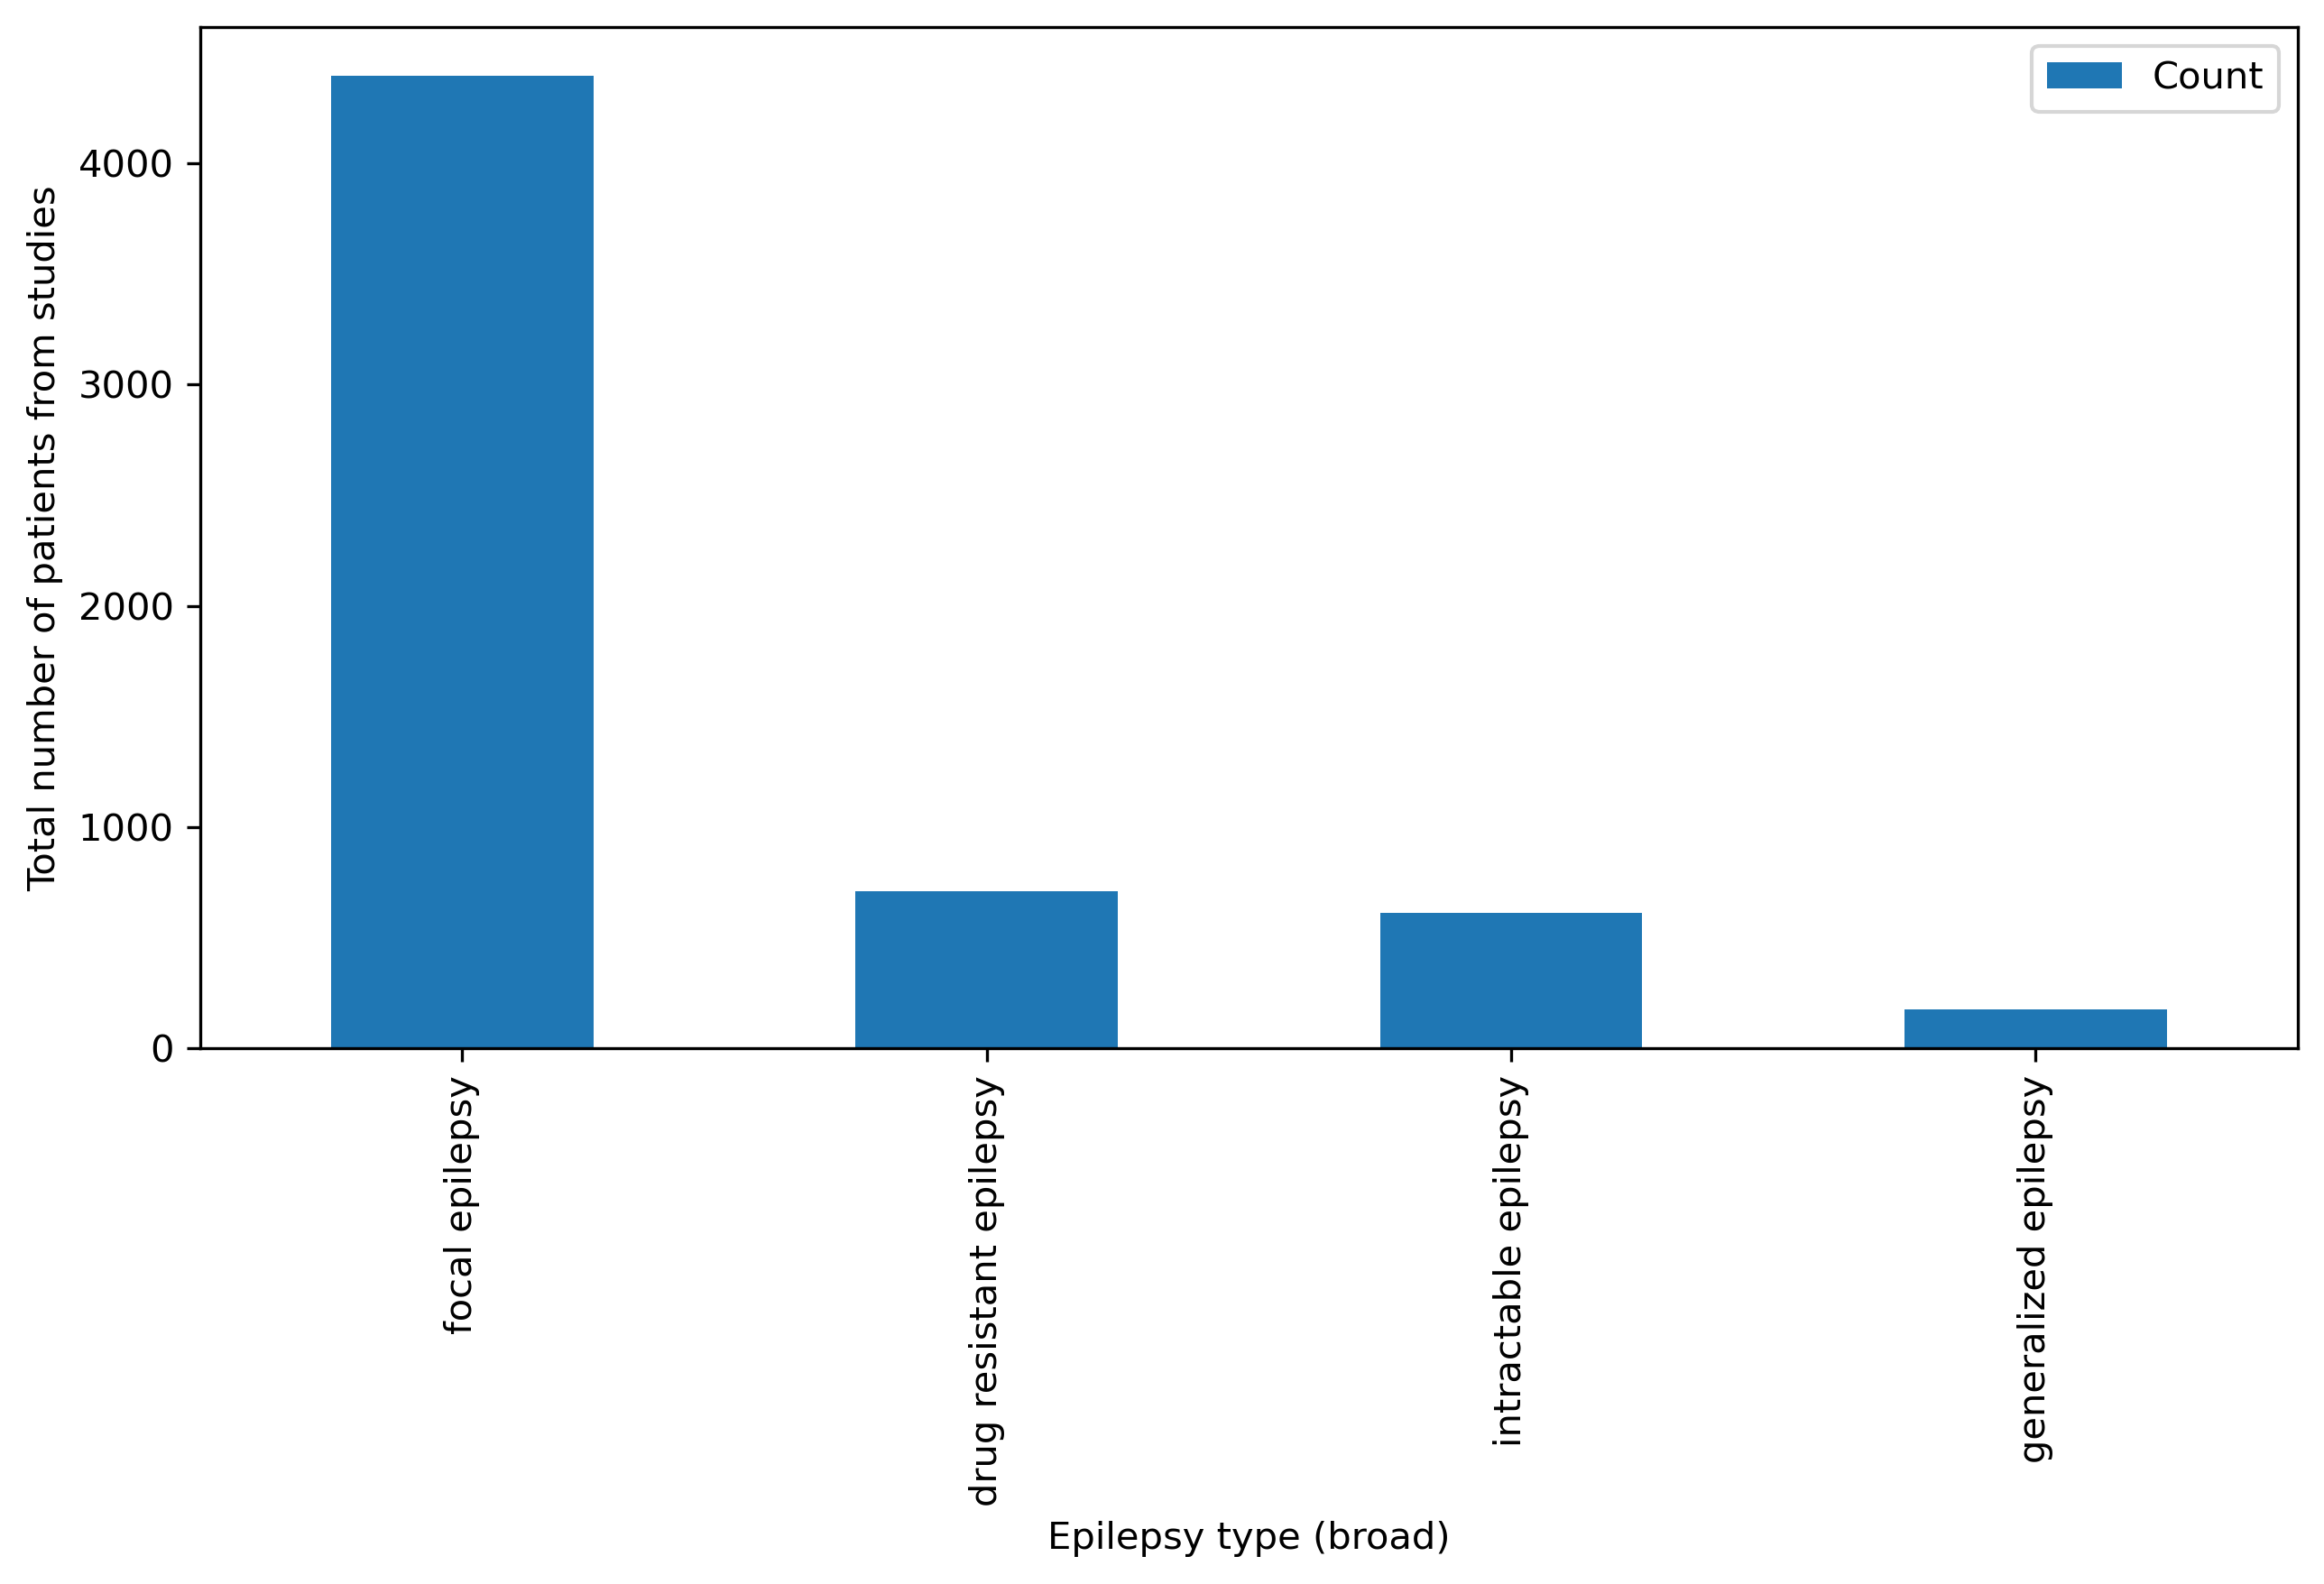 Count
Total number of patients from studies
4000
3000
2000
1000
0
focal epilepsy
drug resistant epilepsy
intractable epilepsy
generalized epilepsy
Epilepsy type (broad)